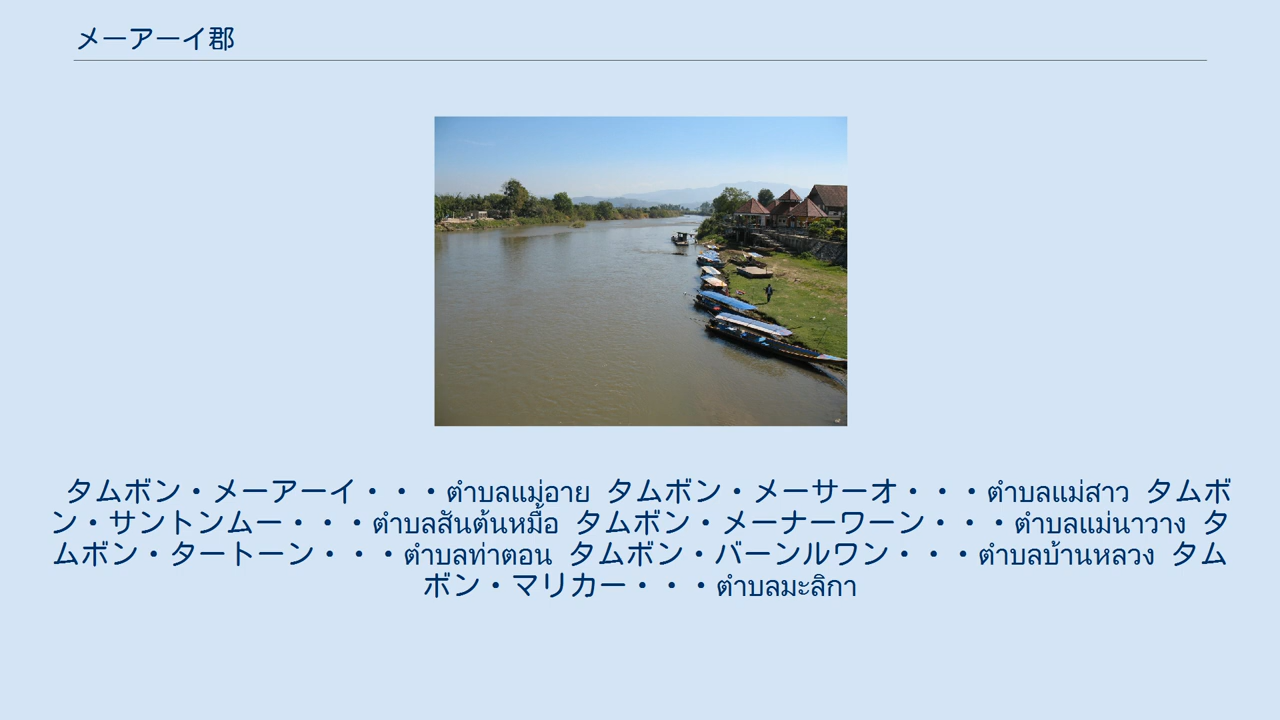 メーアーイ郡
タムボン・メーアーイ・・・ตำบลแม่อาย タムボン・メーサーオ・・・ตำบลแม่สาว タムボ
ン・サントンムー・・・ตำบลสันต้นหมื้อ タムボン・メーナーワーン・・・ตำบลแม่นาวาง タ
ムボン・タートーン・・・ตำบลท่าตอน タムボン・バーンルワン・・・ตำบลบ้านหลวง タム
ボン・マリカー・・・ตำบลมะลิกา